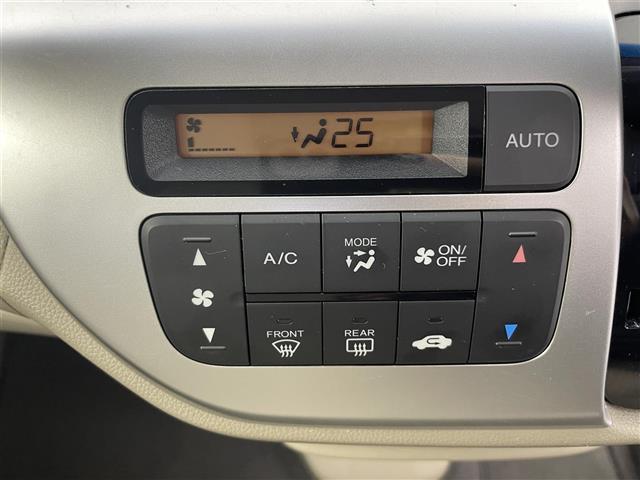 25
AUTO
A/C
MODE
ON/
OFF
FRONT
REAR